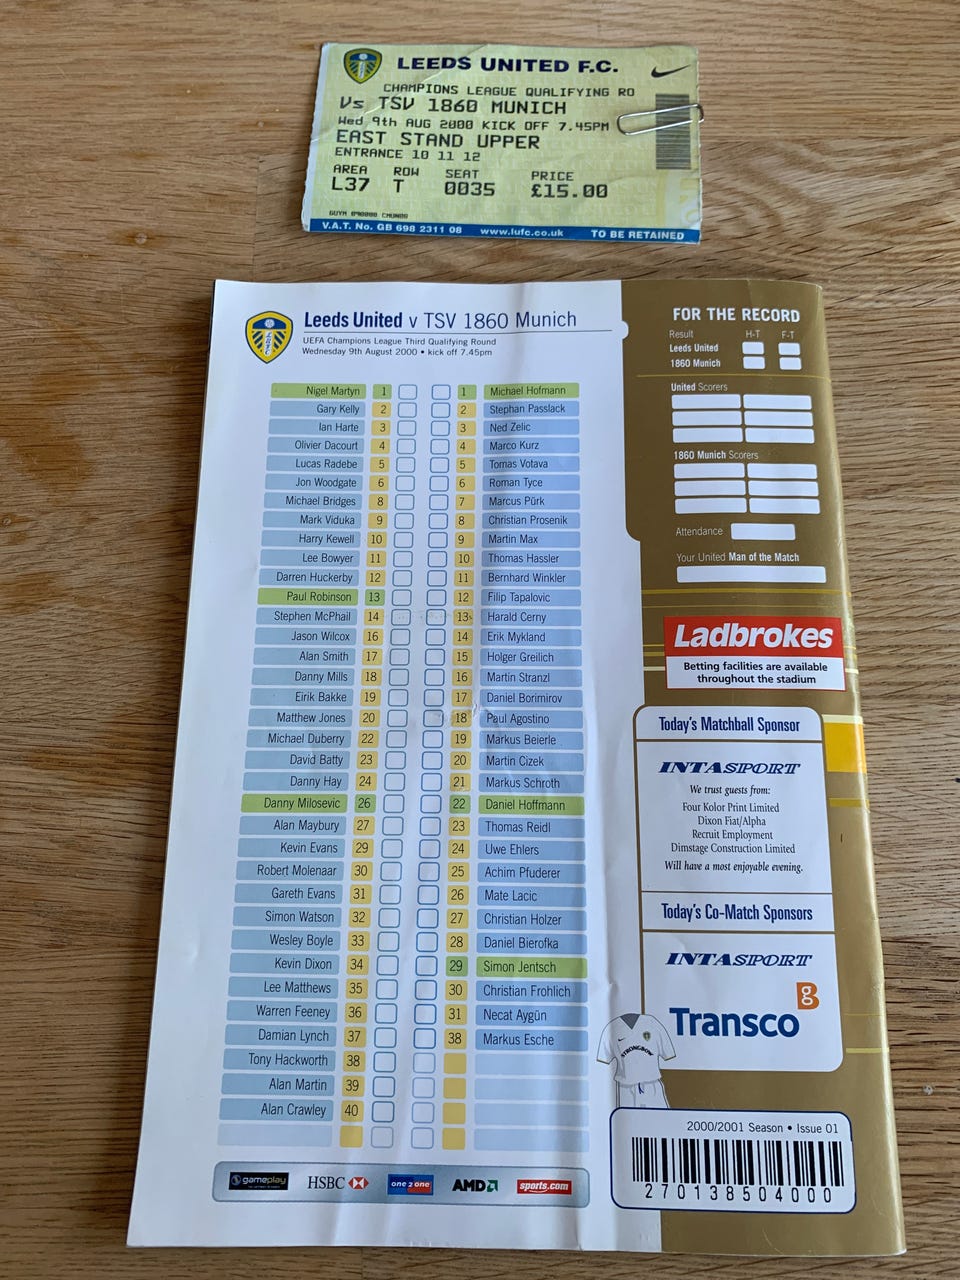 LEEDS UNITED F.C.
CHAMPIONS LEAGUE QUALIFYING RO
Vs TSV 1860 MUNICH
Wed 9th AUG 2000 KICK OFF 7.45PM
EAST STAND UPPER
ENTRANCE 10 11 12
AREA ROW SEAT PRICE
L37 T 0035 £15.00
V.A.T. No. GB 698 2311 08 www.lufc.co.uk TO BE RETAINED
Leeds United v TSV 1860 Munich
UEFA Champions League Third Qualifying Round
Wednesday 9th August 2000 • kick off 7.45pm
Nigel Martyn 1 1 Michael Hofmann
Gary Kelly 2 2 Stephan Passlack
Ian Harte 3 3 Ned Zelic
Olivier Dacourt 4 4 Marco Kurz
Lucas Radebe 5 5 Tomas Votava
Jon Woodgate 6 6 Roman Tyce
Michael Bridges 8 7 Marcus Pürk
Mark Viduka 9 8 Christian Prosenik
Harry Kewell 10 9 Martin Max
Lee Bowyer 11 10 Thomas Hassler
Darren Huckerby 12 11 Bernhard Winkler
Paul Robinson 13 12 Filip Tapalovic
Stephen McPhail 14 13 Harald Cerny
Jason Wilcox 16 14 Erik Mykland
Alan Smith 17 15 Holger Greilich
Danny Mills 18 16 Martin Stranzl
Eirik Bakke 19 17 Daniel Borimirov
Matthew Jones 20 18 Paul Agostino
Michael Duberry 22 19 Markus Beierle
David Batty 23 20 Martin Cizek
Danny Hay 24 21 Markus Schroth
Danny Milosevic 26 22 Daniel Hoffmann
Alan Maybury 27 23 Thomas Reidl
Kevin Evans 29 24 Uwe Ehlers
Robert Molenaar 30 25 Achim Pfuderer
Gareth Evans 31 26 Mate Lacic
Simon Watson 32 27 Christian Holzer
Wesley Boyle 33 28 Daniel Bierofka
Kevin Dixon 34 29 Simon Jentsch
Lee Matthews 35 30 Christian Frohlich
Warren Feeney 36 31 Necat Aygün
Damian Lynch 37 38 Markus Esche
Tony Hackworth 38
Alan Martin 39
Alan Crawley 40
gameplay HSBC one 2 one AMD sports.com
FOR THE RECORD
Result H-T F-T
Leeds United
1860 Munich
United Scorers
1860 Munich Scorers
Attendance
Your United Man of the Match
Ladbrokes
Betting facilities are available
throughout the stadium
Today's Matchball Sponsor
INTASPORT
We trust guests from:
Four Kolor Print Limited
Dixon Fiat/Alpha
Recruit Employment
Dimstage Construction Limited
Will have a most enjoyable evening.
Today's Co-Match Sponsors
INTASPORT
Transco
STRONGBOW
2000/2001 Season • Issue 01
270138504000